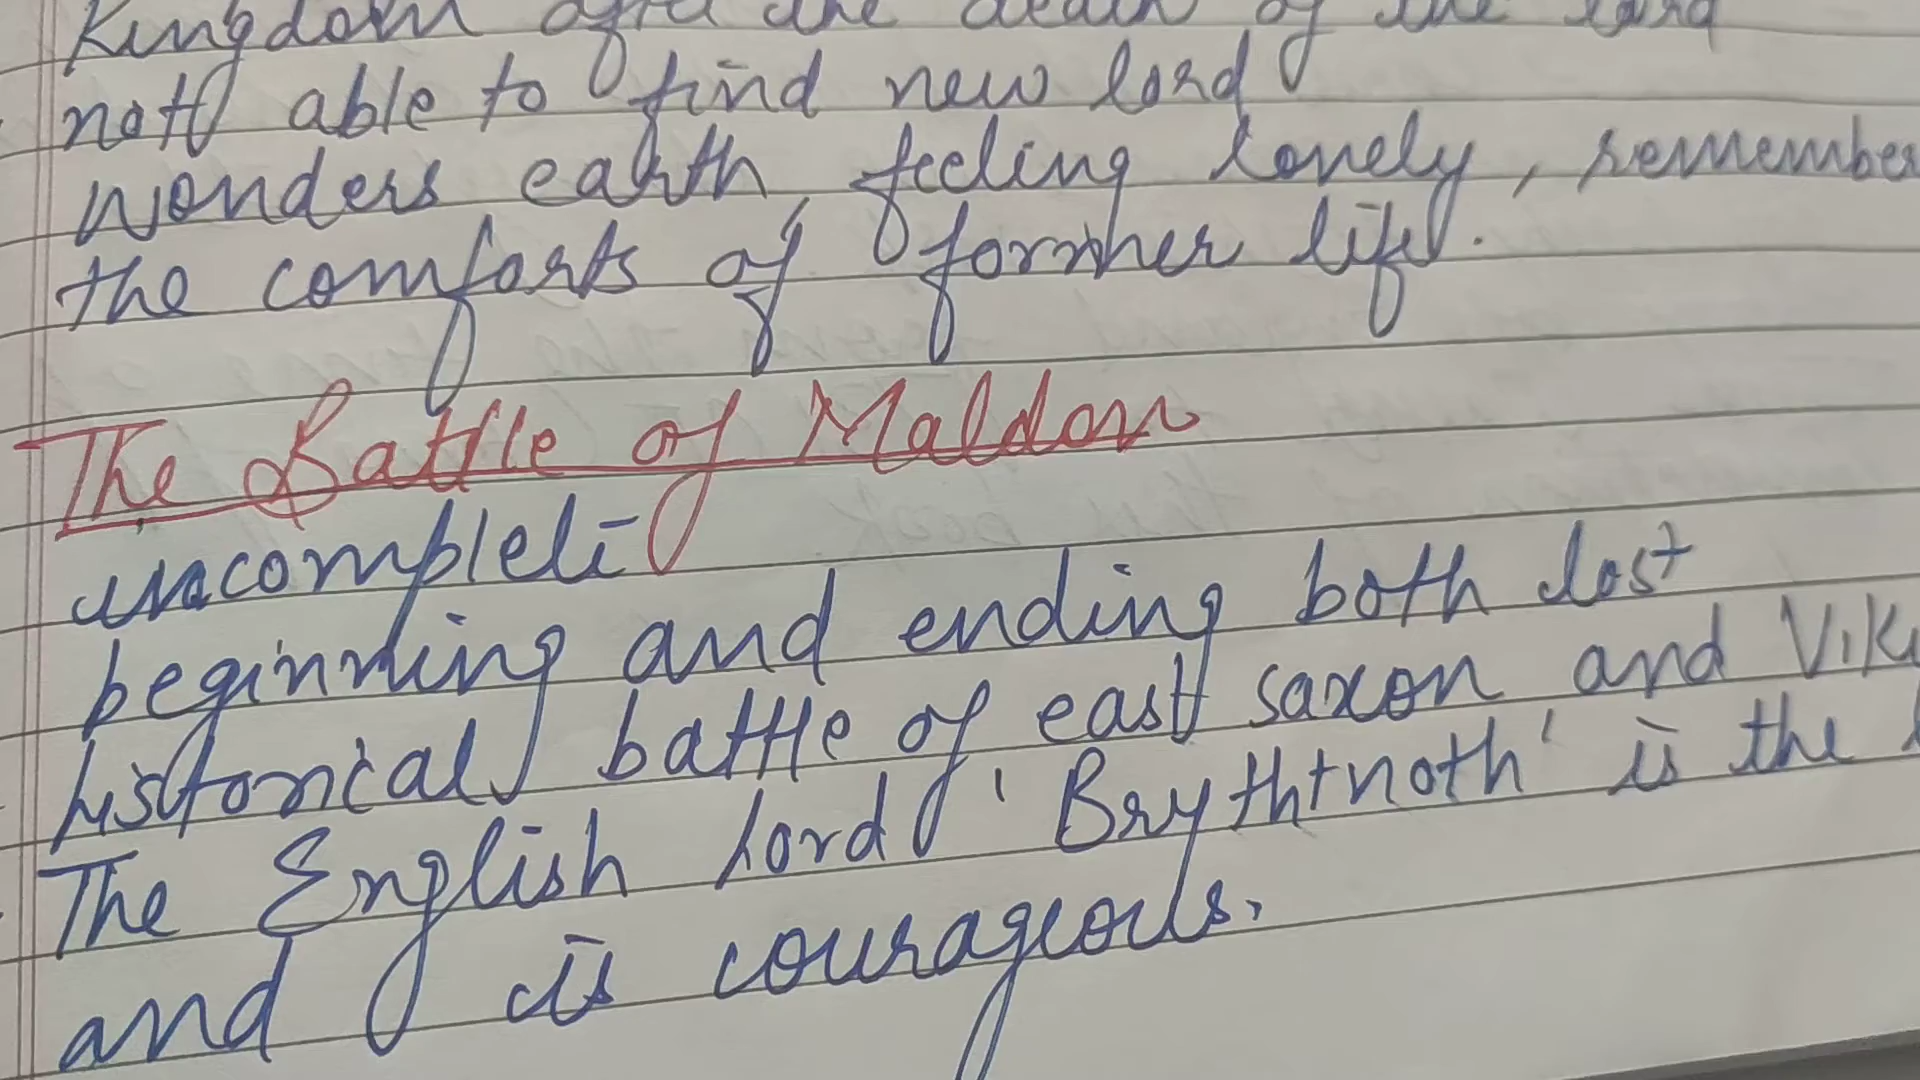 Kingdom after the death of the lord
not able to find new lord
wonders earth feeling lonely, remember
the comforts of former life.
The Battle of Maldon
uncomplete
beginning and ending both lost
historical battle of east saxon and Vik
The English lord 'Brythtnoth' is the
and is courageous.